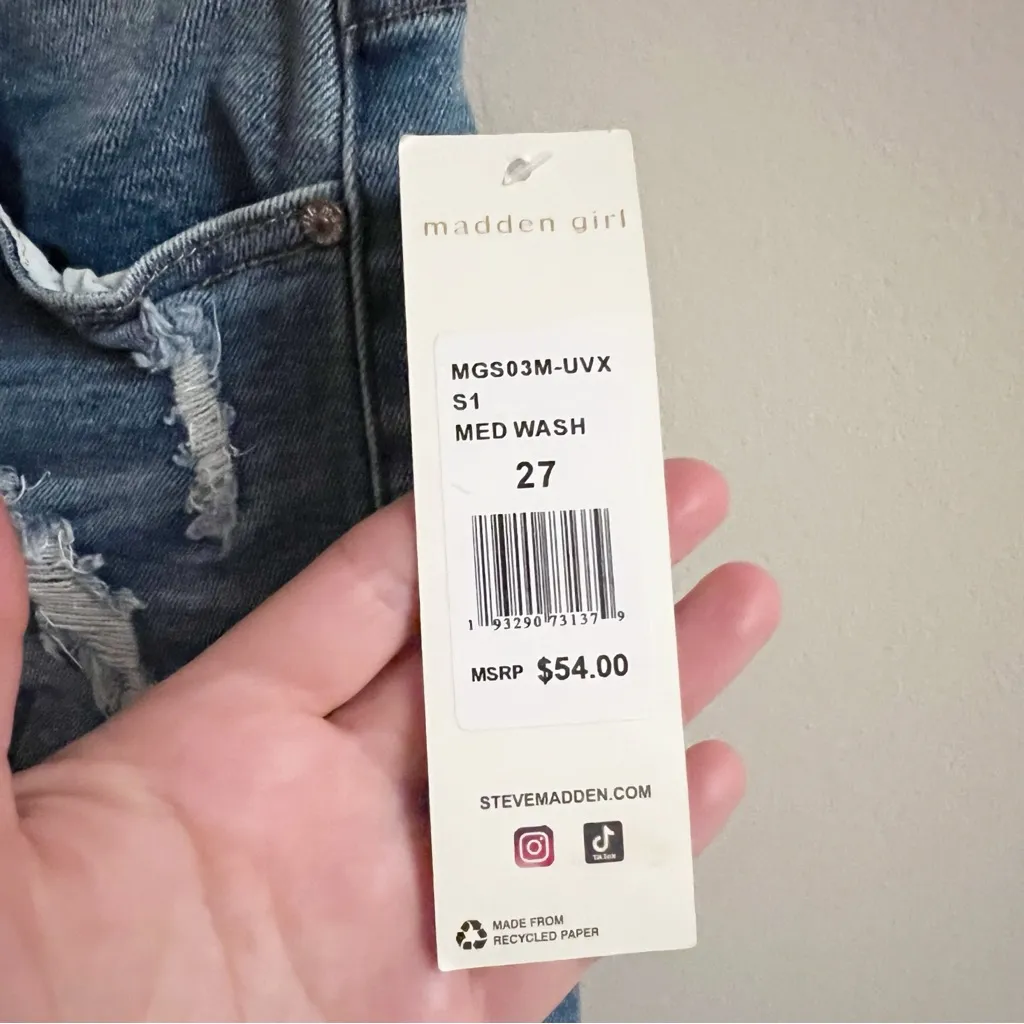 madden girl
MGS03M-UVX
S1
MED WASH
27
1 93290 73137 9
MSRP $54.00
STEVEMADDEN.COM
TikTok
MADE FROM
RECYCLED PAPER